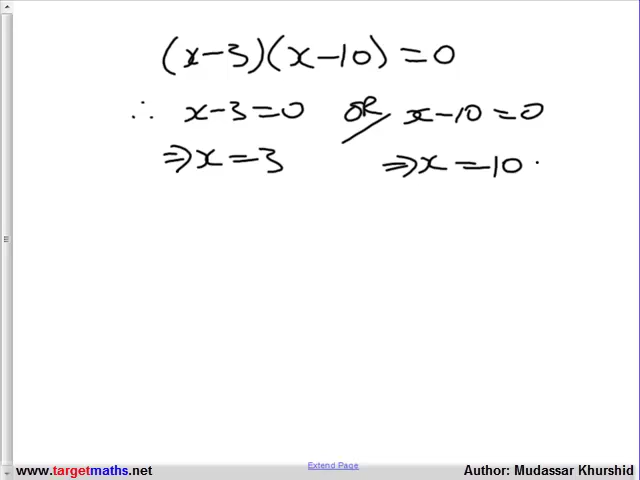 (x-3)(x-10)=0
∴ x-3=0 OR x-10=0
⇒x=3 ⇒x=10.
Extend Page
www.targetmaths.net Author: Mudassar Khurshid